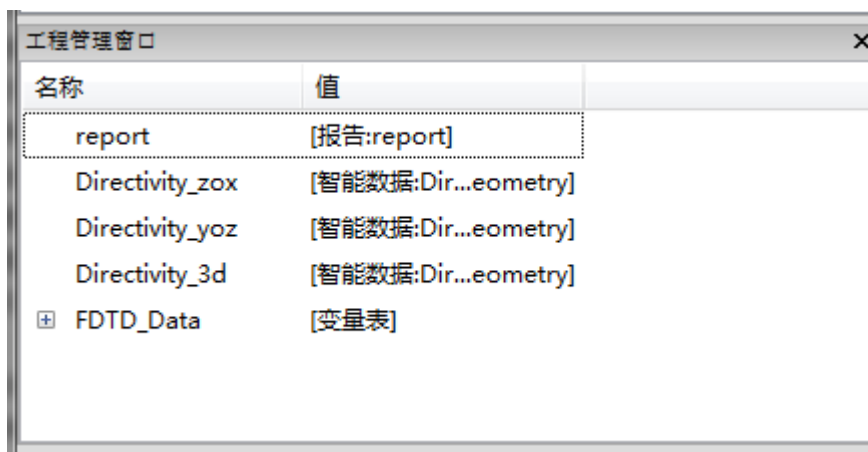 工程管理窗口
名称 值
report [报告:report]
Directivity_zox [智能数据:Dir...eometry]
Directivity_yoz [智能数据:Dir...eometry]
Directivity_3d [智能数据:Dir...eometry]
FDTD_Data [变量表]